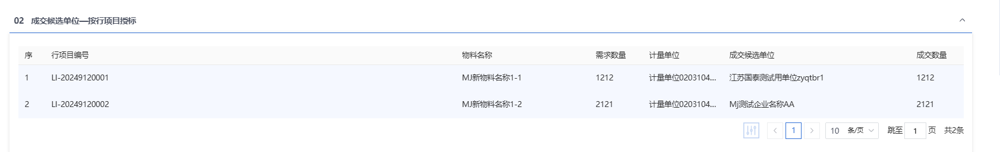 02 成交候选单位—按行项目授标
序 行项目编号 物料名称 需求数量 计量单位 成交候选单位 成交数量
1 LI-20249120001 MJ新物料名称1-1 1212 计量单位0203104... 江苏国泰测试用单位zyqtbr1 1212
2 LI-20249120002 MJ新物料名称1-2 2121 计量单位0203104... Mj测试企业名称AA 2121
1 10 条/页 跳至 1 页 共2条